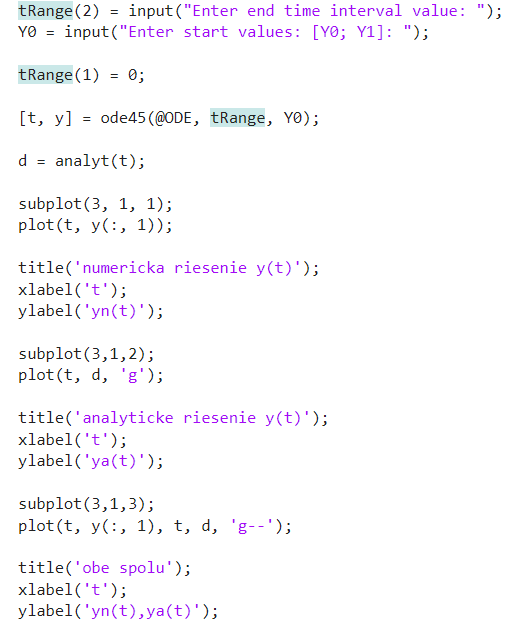 tRange(2) = input("Enter end time interval value: ");
Y0 = input("Enter start values: [Y0; Y1]: ");
tRange(1) = 0;
[t, y] = ode45(@ODE, tRange, Y0);
d = analyt(t);
subplot(3, 1, 1);
plot(t, y(:, 1));
title('numericka riesenie y(t)');
xlabel('t');
ylabel('yn(t)');
subplot(3,1,2);
plot(t, d, 'g');
title('analyticke riesenie y(t)');
xlabel('t');
ylabel('ya(t)');
subplot(3,1,3);
plot(t, y(:, 1), t, d, 'g--');
title('obe spolu');
xlabel('t');
ylabel('yn(t),ya(t)');